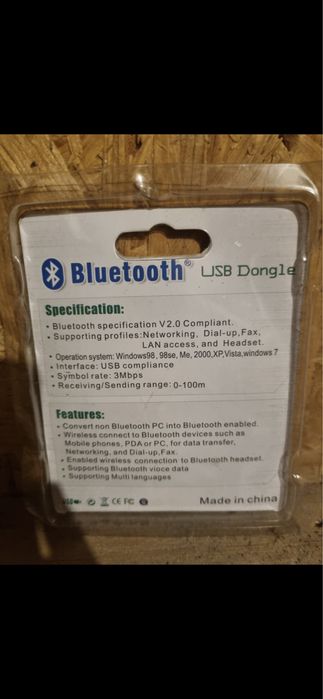 Bluetooth® USB Dongle
Specification:
• Bluetooth specification V2.0 Compliant.
• Supporting profiles:Networking, Dial-up,Fax,
LAN access, and Headset.
• Operation system: Windows98, 98se, Me, 2000,XP,Vista,windows 7
• Interface: USB compliance
• Symbol rate: 3Mbps
• Receiving/Sending range: 0-100m
Features:
• Convert non Bluetooth PC into Bluetooth enabled.
• Wireless connect to Bluetooth devices such as
Mobile phones, PDA or PC, for data transfer,
Networking, and Dial-up,Fax.
• Enabled wireless connection to Bluetooth headset.
• Supporting Bluetooth vioce data
• Supporting Multi languages
USB CE FC Made in china